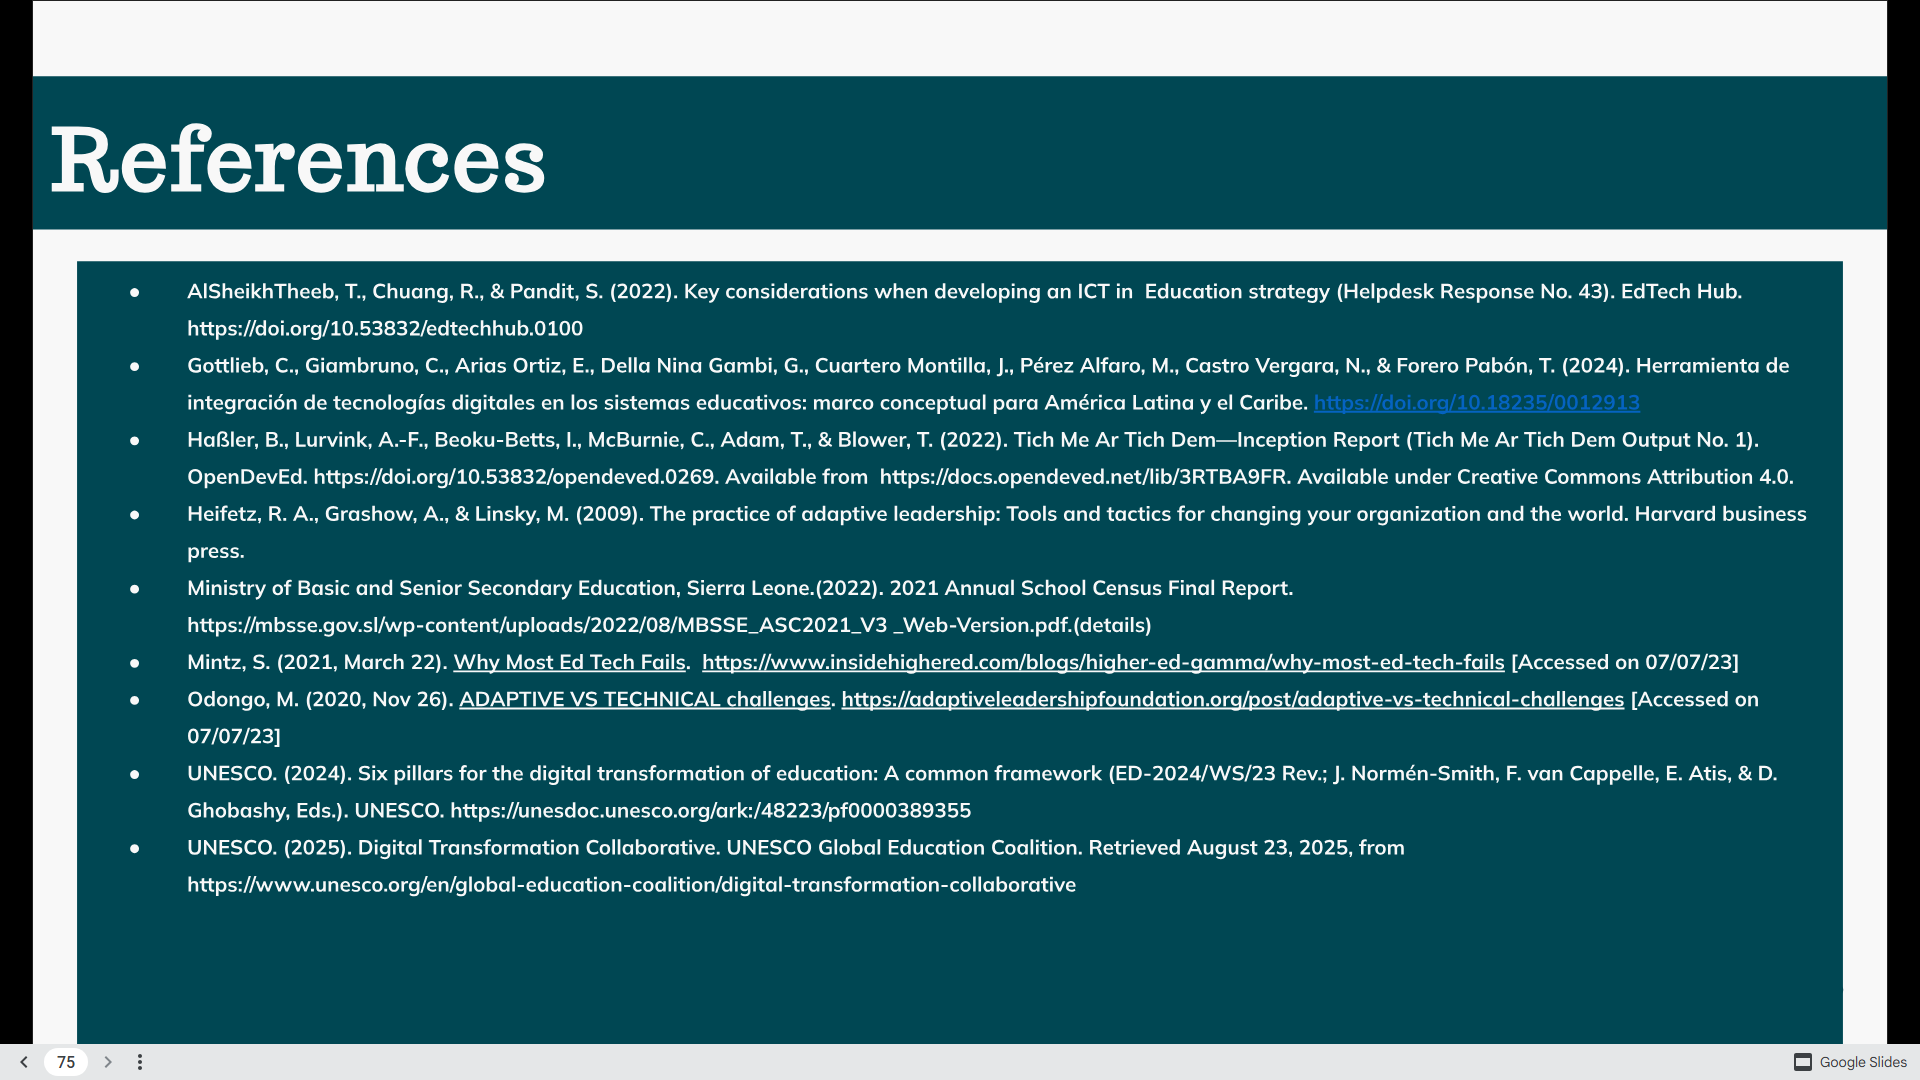 References
● AlSheikhTheeb, T., Chuang, R., & Pandit, S. (2022). Key considerations when developing an ICT in  Education strategy (Helpdesk Response No. 43). EdTech Hub.
https://doi.org/10.53832/edtechhub.0100
● Gottlieb, C., Giambruno, C., Arias Ortiz, E., Della Nina Gambi, G., Cuartero Montilla, J., Pérez Alfaro, M., Castro Vergara, N., & Forero Pabón, T. (2024). Herramienta de
integración de tecnologías digitales en los sistemas educativos: marco conceptual para América Latina y el Caribe. https://doi.org/10.18235/0012913
● Haßler, B., Lurvink, A.-F., Beoku-Betts, I., McBurnie, C., Adam, T., & Blower, T. (2022). Tich Me Ar Tich Dem—Inception Report (Tich Me Ar Tich Dem Output No. 1).
OpenDevEd. https://doi.org/10.53832/opendeved.0269. Available from  https://docs.opendeved.net/lib/3RTBA9FR. Available under Creative Commons Attribution 4.0.
● Heifetz, R. A., Grashow, A., & Linsky, M. (2009). The practice of adaptive leadership: Tools and tactics for changing your organization and the world. Harvard business
press.
● Ministry of Basic and Senior Secondary Education, Sierra Leone.(2022). 2021 Annual School Census Final Report.
https://mbsse.gov.sl/wp-content/uploads/2022/08/MBSSE_ASC2021_V3 _Web-Version.pdf.(details)
● Mintz, S. (2021, March 22). Why Most Ed Tech Fails.  https://www.insidehighered.com/blogs/higher-ed-gamma/why-most-ed-tech-fails [Accessed on 07/07/23]
● Odongo, M. (2020, Nov 26). ADAPTIVE VS TECHNICAL challenges. https://adaptiveleadershipfoundation.org/post/adaptive-vs-technical-challenges [Accessed on
07/07/23]
● UNESCO. (2024). Six pillars for the digital transformation of education: A common framework (ED-2024/WS/23 Rev.; J. Normén-Smith, F. van Cappelle, E. Atis, & D.
Ghobashy, Eds.). UNESCO. https://unesdoc.unesco.org/ark:/48223/pf0000389355
● UNESCO. (2025). Digital Transformation Collaborative. UNESCO Global Education Coalition. Retrieved August 23, 2025, from
https://www.unesco.org/en/global-education-coalition/digital-transformation-collaborative
75
Google Slides